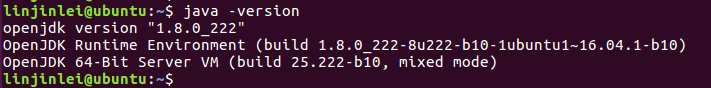 linjinlei@ubuntu:~$ java -version
openjdk version "1.8.0_222"
OpenJDK Runtime Environment (build 1.8.0_222-8u222-b10-1ubuntu1~16.04.1-b10)
OpenJDK 64-Bit Server VM (build 25.222-b10, mixed mode)
linjinlei@ubuntu:~$